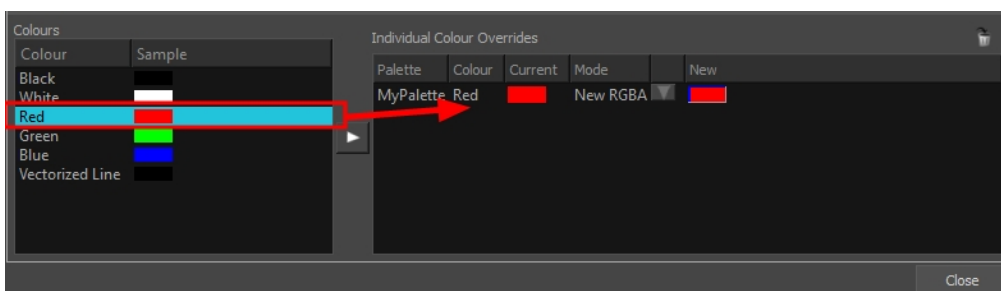 Colours
Colour Sample
Black
White
Red
Green
Blue
Vectorized Line
Individual Colour Overrides
Palette Colour Current Mode New
MyPalette Red New RGBA
Close